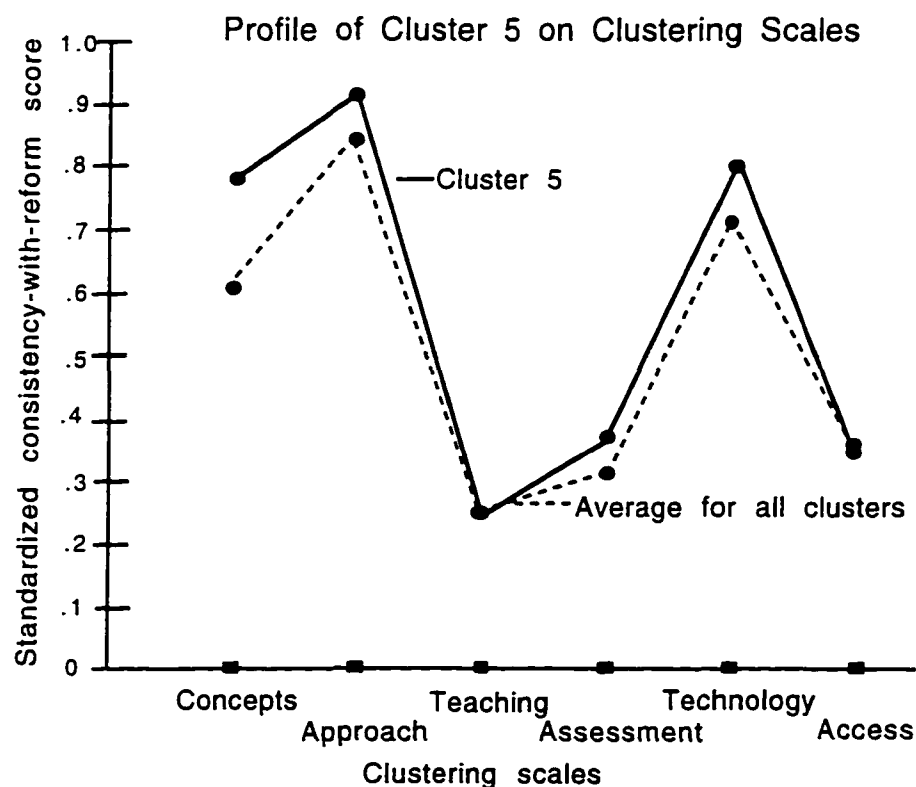 Profile of Cluster 5 on Clustering Scales
Standardized consistency-with-reform score
1.0
.9
.8
.7
.6
.5
.4
.3
.2
.1
0
Cluster 5
Average for all clusters
Concepts
Approach
Teaching
Assessment
Technology
Access
Clustering scales